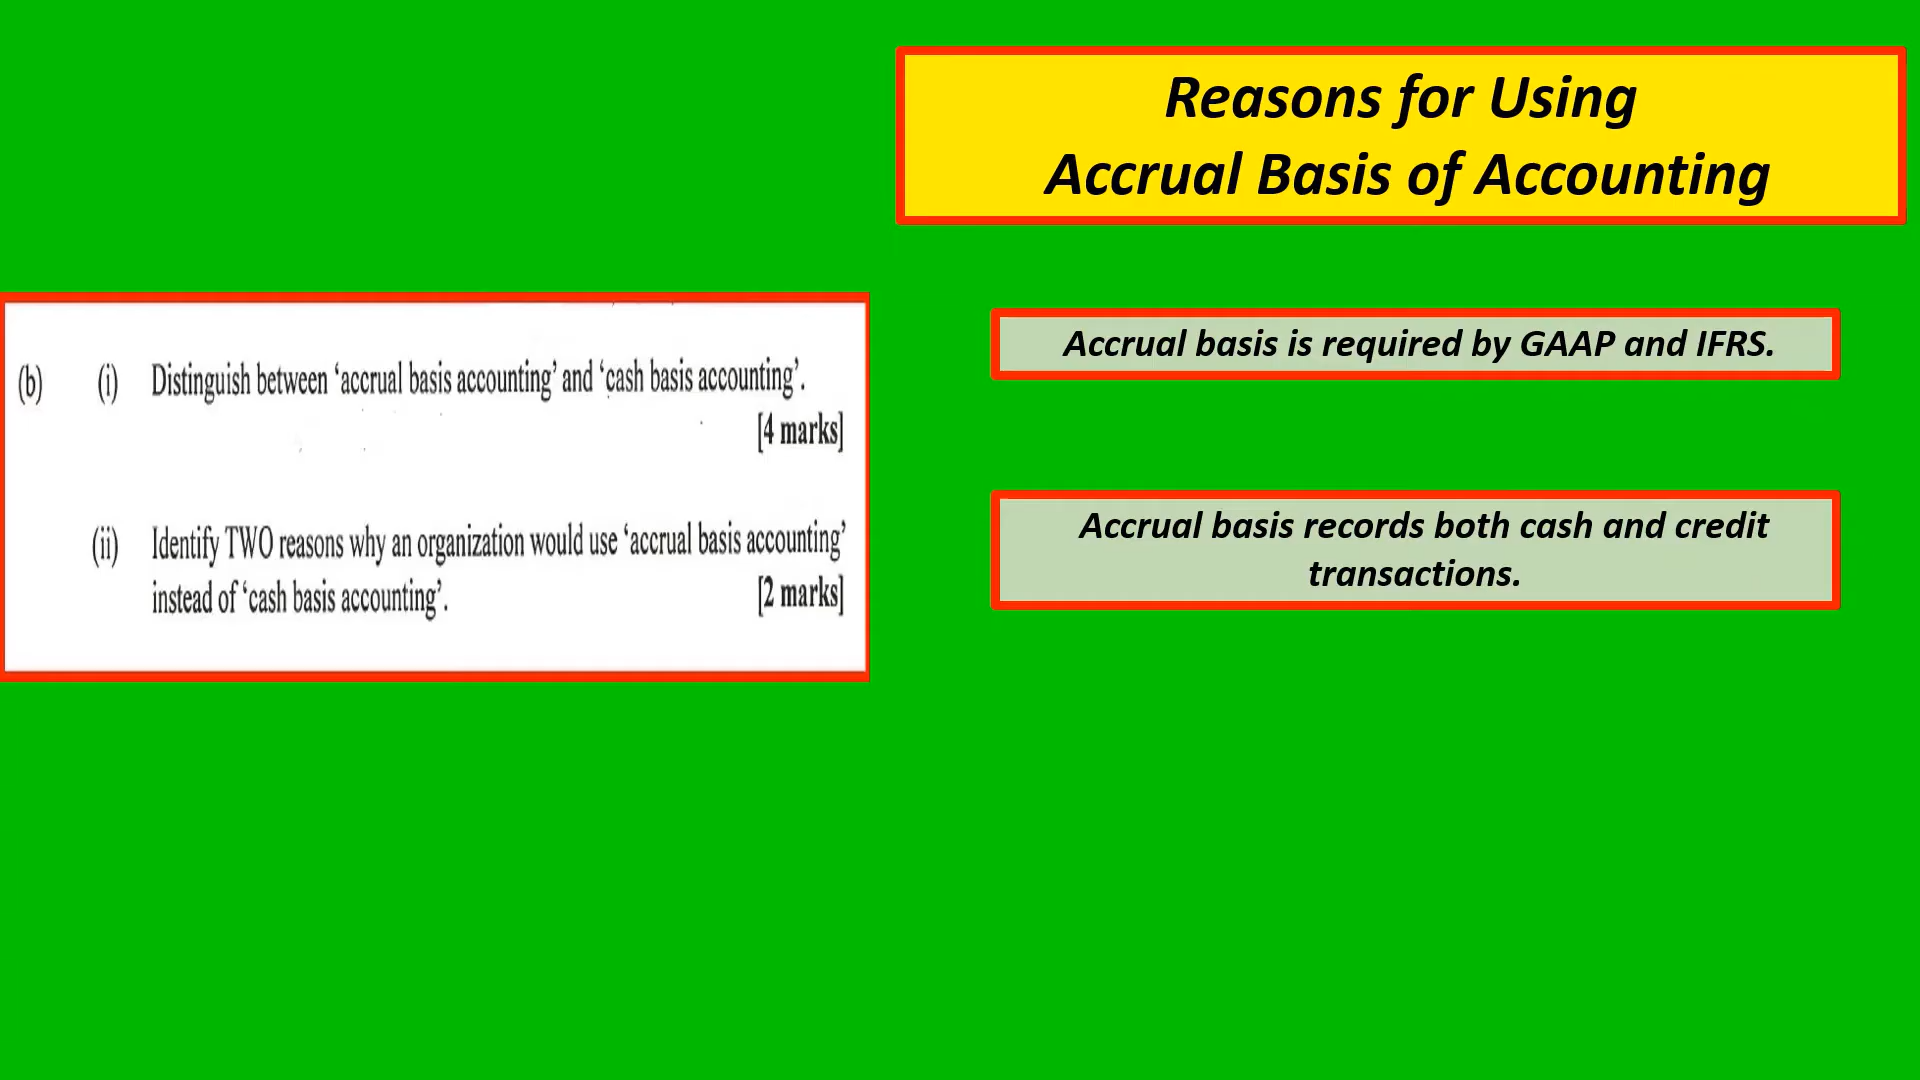 Reasons for Using
Accrual Basis of Accounting
(b) (i) Distinguish between ‘accrual basis accounting’ and ‘cash basis accounting’.
[4 marks]
(ii) Identify TWO reasons why an organization would use ‘accrual basis accounting’
instead of ‘cash basis accounting’. [2 marks]
Accrual basis is required by GAAP and IFRS.
Accrual basis records both cash and credit
transactions.